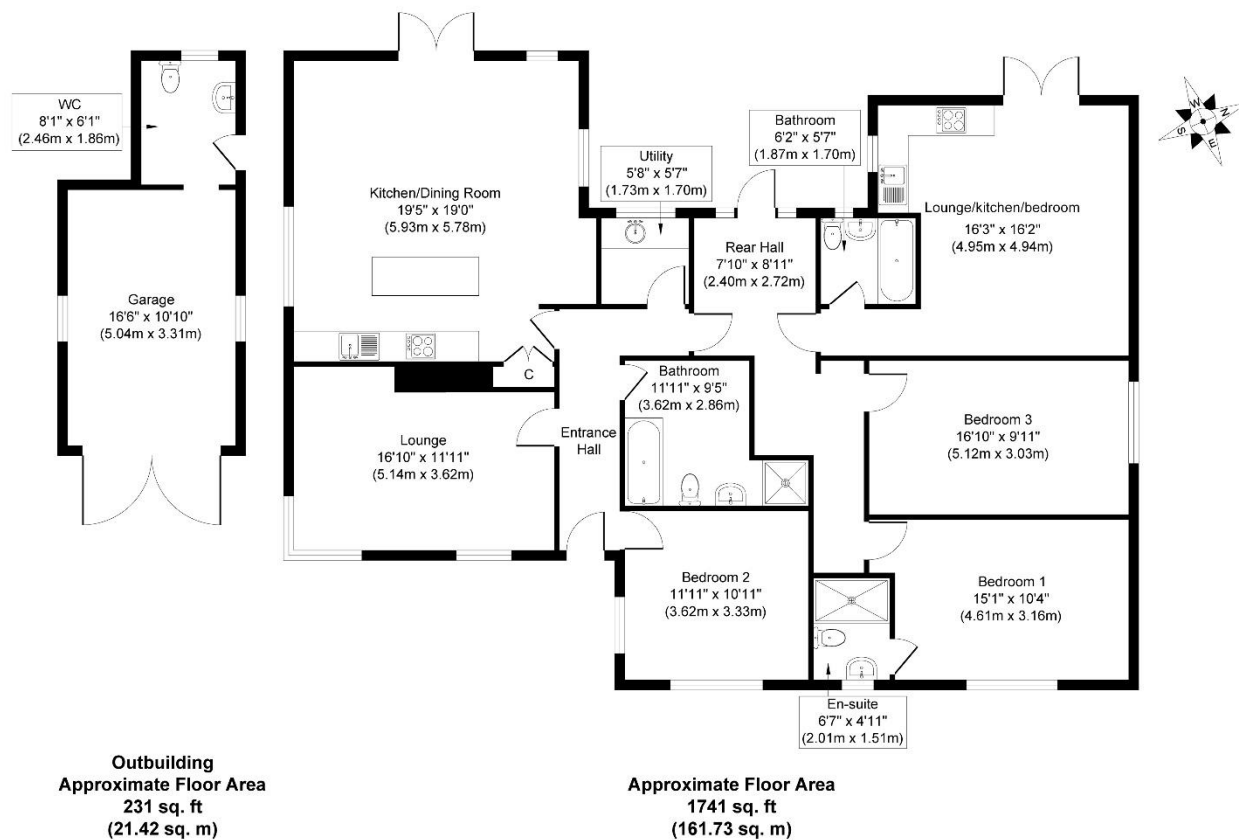 WC
8'1" x 6'1"
(2.46m x 1.86m)
Garage
16'6" x 10'10"
(5.04m x 3.31m)
Kitchen/Dining Room
19'5" x 19'0"
(5.93m x 5.78m)
Utility
5'8" x 5'7"
(1.73m x 1.70m)
Bathroom
6'2" x 5'7"
(1.87m x 1.70m)
Rear Hall
7'10" x 8'11"
(2.40m x 2.72m)
Lounge/kitchen/bedroom
16'3" x 16'2"
(4.95m x 4.94m)
W
N
S
E
C
Lounge
16'10" x 11'11"
(5.14m x 3.62m)
Entrance
Hall
Bathroom
11'11" x 9'5"
(3.62m x 2.86m)
Bedroom 3
16'10" x 9'11"
(5.12m x 3.03m)
Bedroom 2
11'11" x 10'11"
(3.62m x 3.33m)
Bedroom 1
15'1" x 10'4"
(4.61m x 3.16m)
En-suite
6'7" x 4'11"
(2.01m x 1.51m)
Outbuilding
Approximate Floor Area
231 sq. ft
(21.42 sq. m)
Approximate Floor Area
1741 sq. ft
(161.73 sq. m)